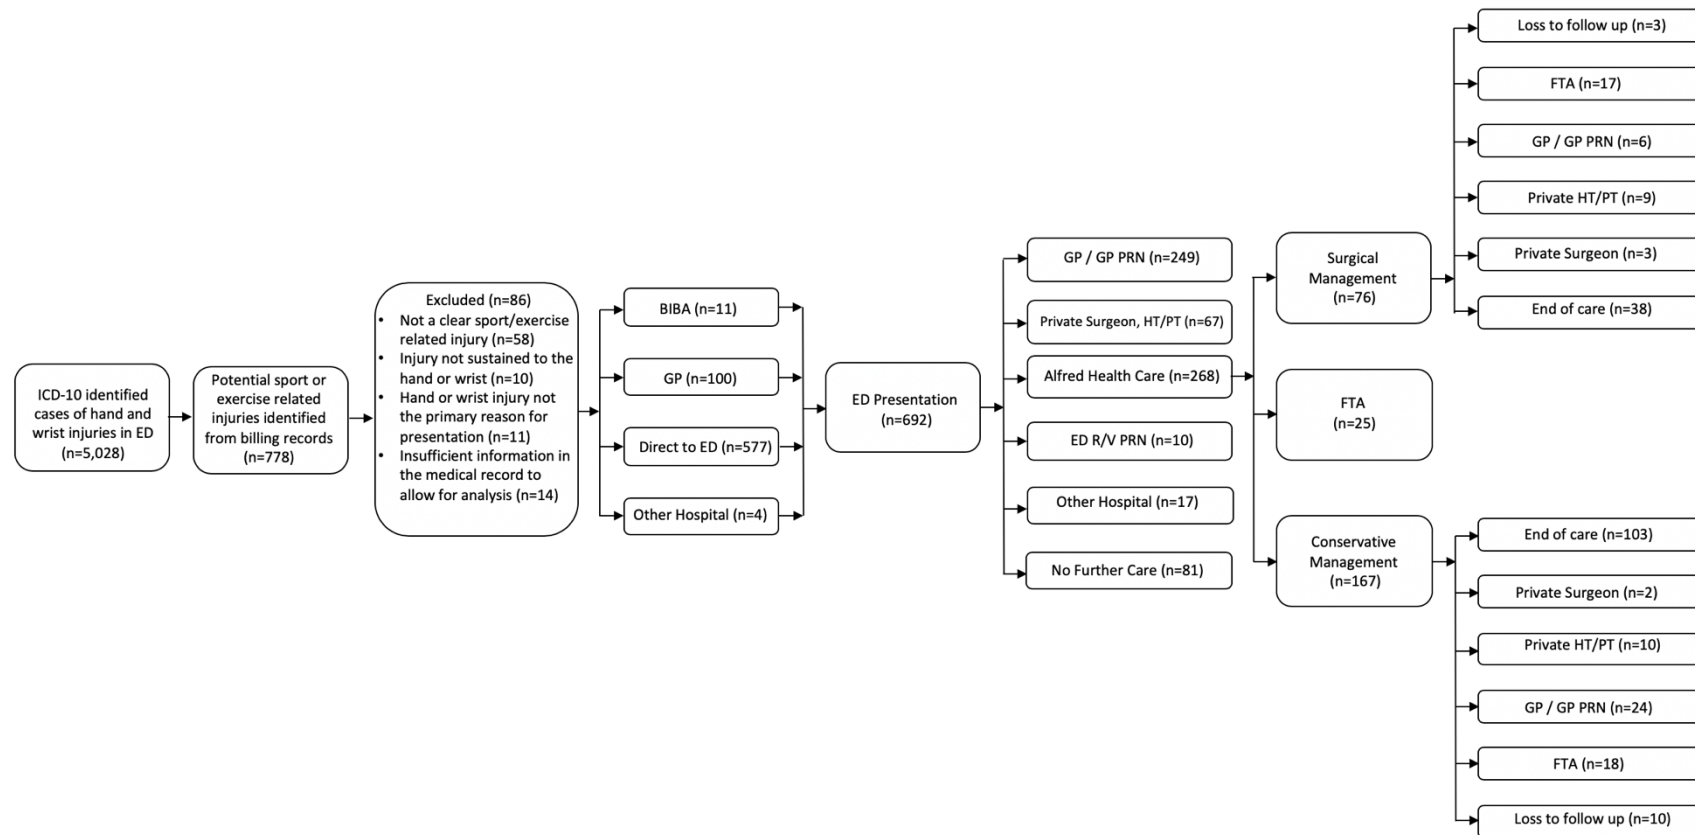 ICD-10 identified
cases of hand and
wrist injuries in ED
(n=5,028)
Potential sport or
exercise related
injuries identified
from billing records
(n=778)
Excluded (n=86)
• Not a clear sport/exercise
related injury (n=58)
• Injury not sustained to the
hand or wrist (n=10)
• Hand or wrist injury not
the primary reason for
presentation (n=11)
• Insufficient information in
the medical record to
allow for analysis (n=14)
BIBA (n=11)
GP (n=100)
Direct to ED (n=577)
Other Hospital (n=4)
ED Presentation
(n=692)
GP / GP PRN (n=249)
Private Surgeon, HT/PT (n=67)
Alfred Health Care (n=268)
ED R/V PRN (n=10)
Other Hospital (n=17)
No Further Care (n=81)
Surgical
Management
(n=76)
FTA
(n=25)
Conservative
Management
(n=167)
Loss to follow up (n=3)
FTA (n=17)
GP / GP PRN (n=6)
Private HT/PT (n=9)
Private Surgeon (n=3)
End of care (n=38)
End of care (n=103)
Private Surgeon (n=2)
Private HT/PT (n=10)
GP / GP PRN (n=24)
FTA (n=18)
Loss to follow up (n=10)